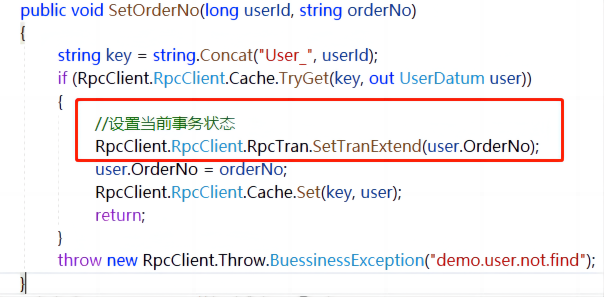 public void SetOrderNo(long userId, string orderNo)
{
string key = string.Concat("User_", userId);
if (RpcClient.RpcClient.Cache.TryGet(key, out UserDatum user))
{
//设置当前事务状态
RpcClient.RpcClient.RpcTran.SetTranExtend(user.OrderNo);
user.OrderNo = orderNo;
RpcClient.RpcClient.Cache.Set(key, user);
return;
}
throw new RpcClient.Throw.BuessinessException("demo.user.not.find");
}